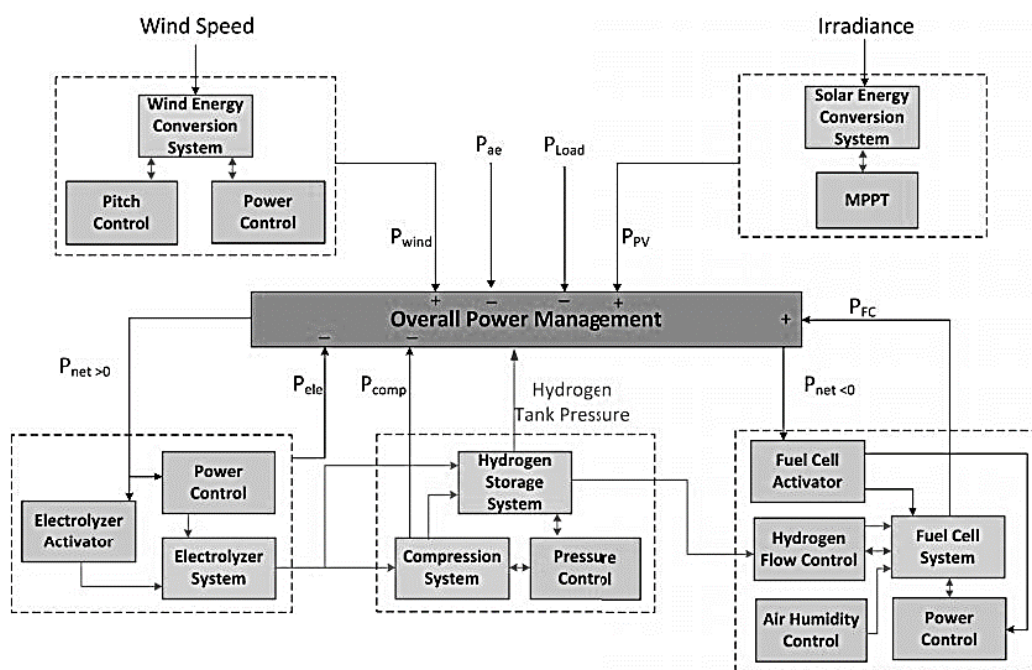 Wind Speed
Irradiance
Wind Energy
Conversion
System
Pitch
Control
Power
Control
Solar Energy
Conversion
System
MPPT
Pae
PLoad
Pwind
PPV
+ − − +
Overall Power Management
+
− −
PFC
Pnet >0
Pele
Pcomp
Hydrogen
Tank Pressure
Pnet <0
Power
Control
Electrolyzer
Activator
Electrolyzer
System
Hydrogen
Storage
System
Compression
System
Pressure
Control
Fuel Cell
Activator
Hydrogen
Flow Control
Fuel Cell
System
Air Humidity
Control
Power
Control